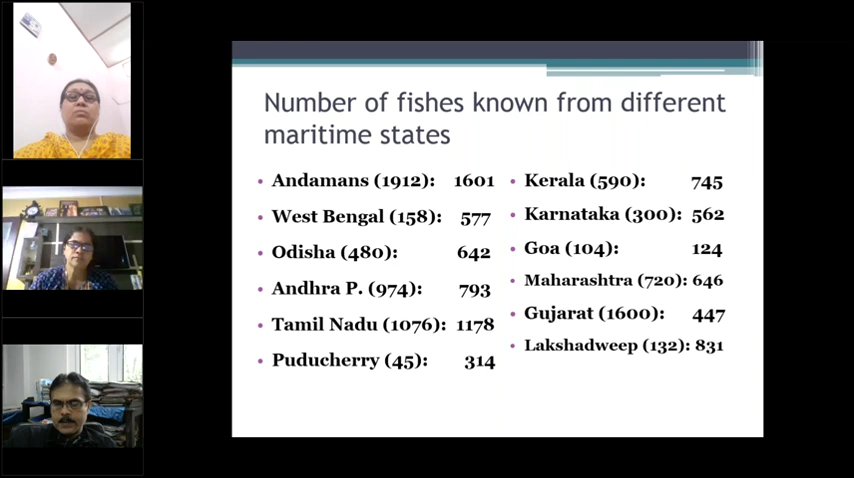 Number of fishes known from different
maritime states
• Andamans (1912): 1601
• West Bengal (158): 577
• Odisha (480): 642
• Andhra P. (974): 793
• Tamil Nadu (1076): 1178
• Puducherry (45): 314
• Kerala (590): 745
• Karnataka (300): 562
• Goa (104): 124
• Maharashtra (720): 646
• Gujarat (1600): 447
• Lakshadweep (132): 831